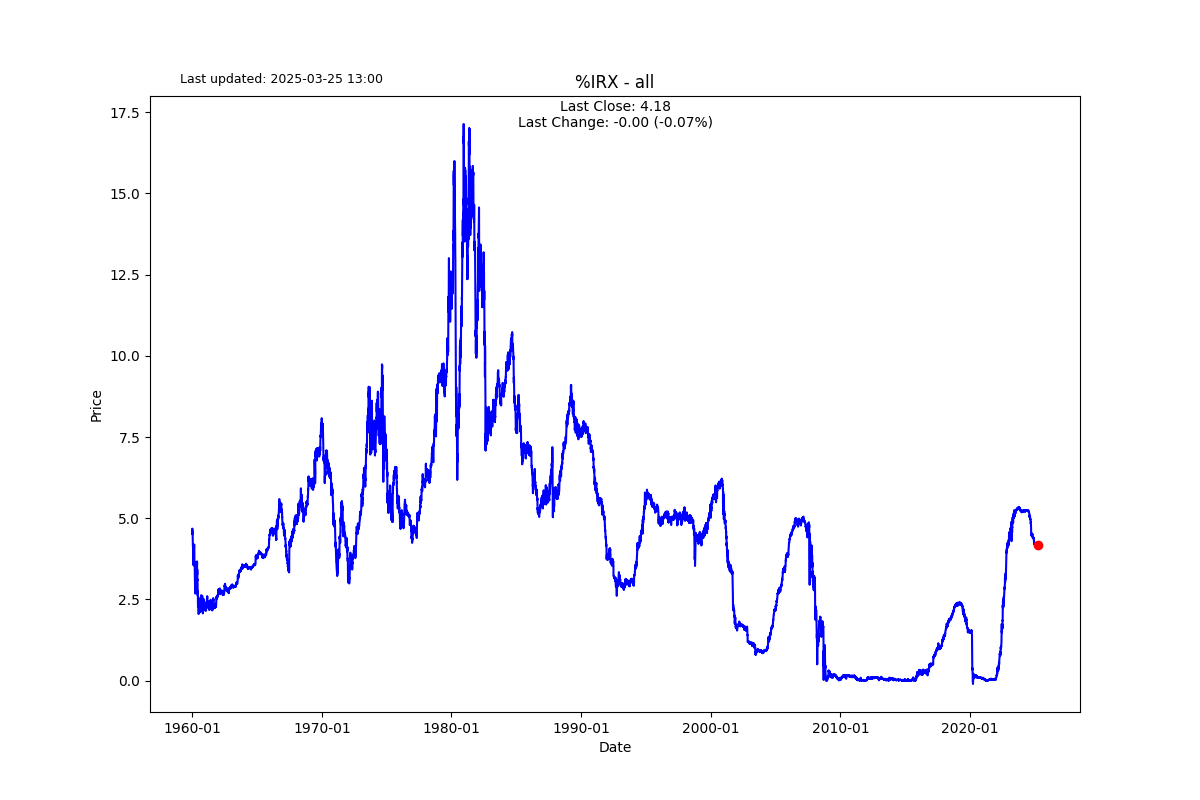 Last updated: 2025-03-25 13:00
%IRX - all
Last Close: 4.18
Last Change: -0.00 (-0.07%)
17.5
15.0
12.5
10.0
7.5
5.0
2.5
0.0
Price
1960-01
1970-01
1980-01
1990-01
2000-01
2010-01
2020-01
Date